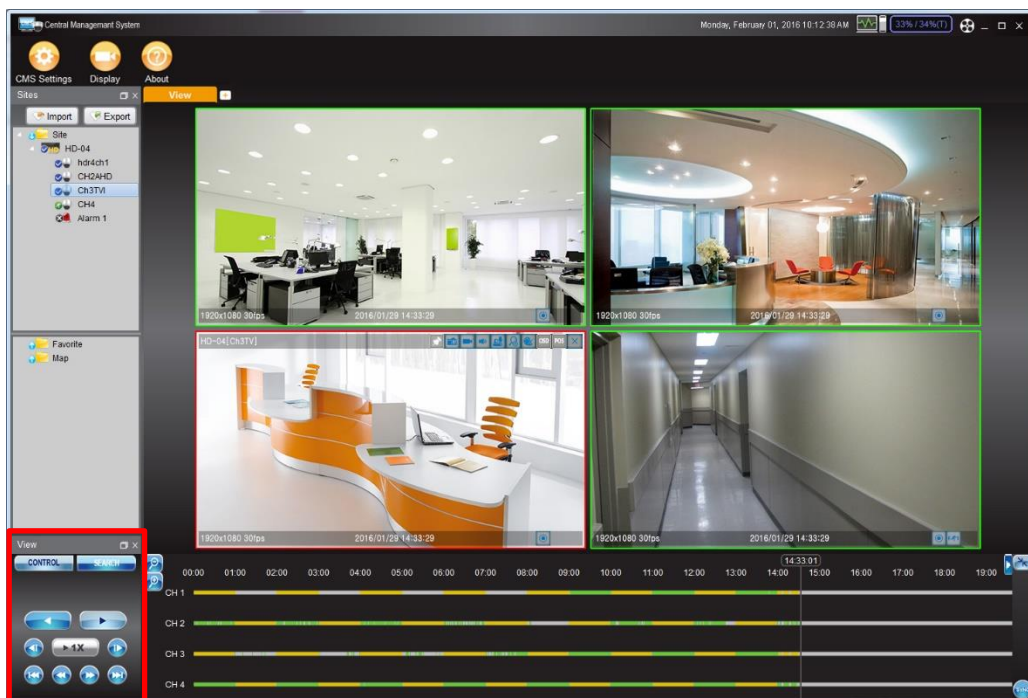 Central Management System
Monday, February 01, 2016 10:12:38 AM
33% / 34%(T)
CMS Settings Display About
Sites
View
Import Export
Site
HD-04
hdr4ch1
CH2AHD
Ch3TVI
CH4
Alarm 1
1920x1080 30fps 2016/01/29 14:33:29
1920x1080 30fps 2016/01/29 14:33:29
Favorite
Map
HD-04[Ch3TV]
OSD POS
1920x1080 30fps 2016/01/29 14:33:29
1920x1080 30fps 2016/01/29 14:33:29
View
CONTROL SEARCH
14:33:01
00:00 01:00 02:00 03:00 04:00 05:00 06:00 07:00 08:00 09:00 10:00 11:00 12:00 13:00 14:00 15:00 16:00 17:00 18:00 19:00
CH 1
CH 2
CH 3
CH 4
1X